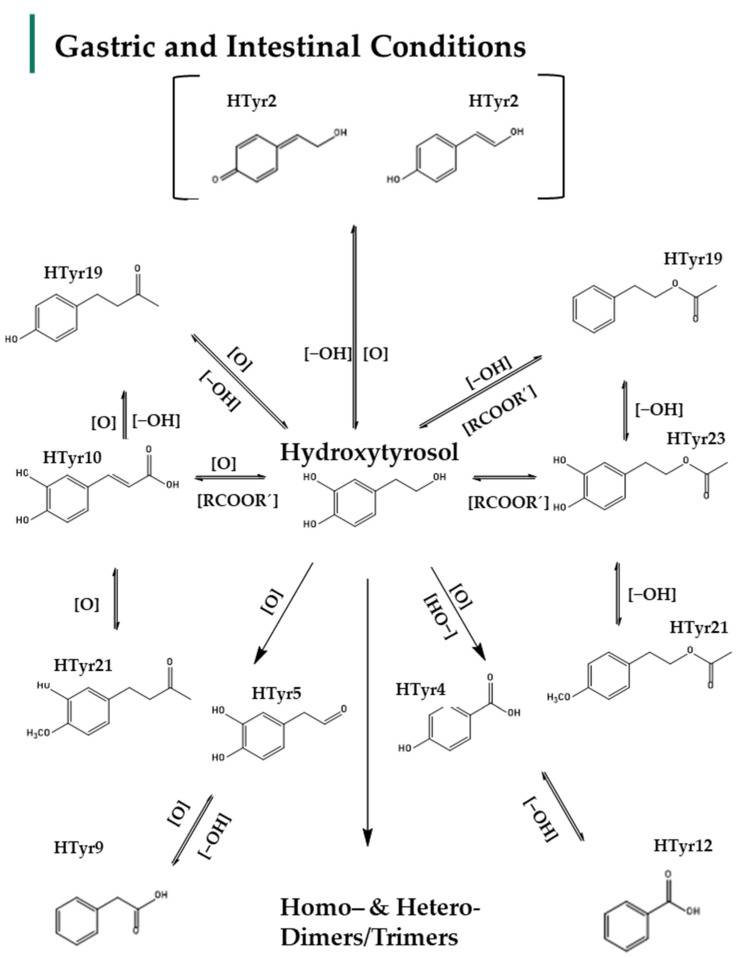 Gastric and Intestinal Conditions
HTyr2
HTyr2
OH
O
OH
HO
HTyr19
O
HO
HTyr19
O
O
[O]
[–OH]
[–OH] [O]
[–OH]
[RCOOR´]
[O] [–OH]
[–OH]
HTyr10
HC
O
OH
HO
[O]
[RCOOR´]
Hydroxytyrosol
HO
OH
HO
[RCOOR´]
HTyr23
HO
O
O
HO
[O]
[O]
[O]
[HO–]
[–OH]
HTyr21
Hu
O
H₃CO
HTyr5
HO
O
HO
HTyr4
O
OH
HO
HTyr21
O
O
H₃CO
[O]
[–OH]
[–OH]
HTyr9
OH
O
Homo– & Hetero-
Dimers/Trimers
HTyr12
O
OH